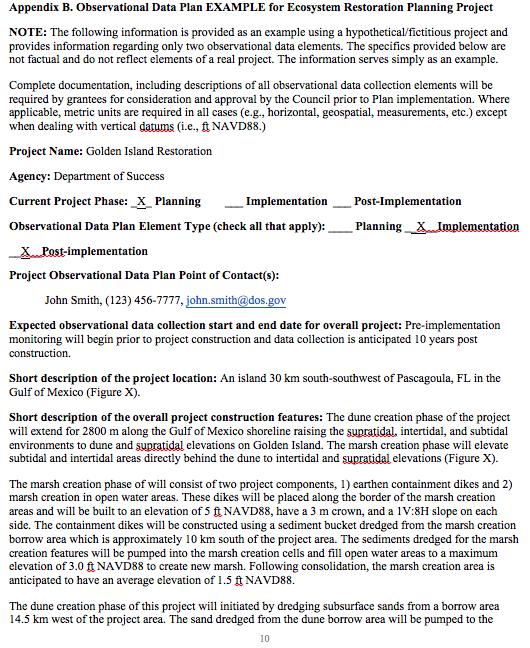 Appendix B. Observational Data Plan EXAMPLE for Ecosystem Restoration Planning Project
NOTE: The following information is provided as an example using a hypothetical/fictitious project and
provides information regarding only two observational data elements. The specifics provided below are
not factual and do not reflect elements of a real project. The information serves simply as an example.
Complete documentation, including descriptions of all observational data collection elements will be
required by grantees for consideration and approval by the Council prior to Plan implementation. Where
applicable, metric units are required in all cases (e.g., horizontal, geospatial, measurements, etc.) except
when dealing with vertical datums (i.e., ft NAVD88.)
Project Name: Golden Island Restoration
Agency: Department of Success
Current Project Phase: _X_ Planning ___ Implementation ___ Post-Implementation
Observational Data Plan Element Type (check all that apply): ____ Planning _X_ Implementation
_X_ Post-implementation
Project Observational Data Plan Point of Contact(s):
John Smith, (123) 456-7777, john.smith@dos.gov
Expected observational data collection start and end date for overall project: Pre-implementation
monitoring will begin prior to project construction and data collection is anticipated 10 years post
construction.
Short description of the project location: An island 30 km south-southwest of Pascagoula, FL in the
Gulf of Mexico (Figure X).
Short description of the overall project construction features: The dune creation phase of the project
will extend for 2800 m along the Gulf of Mexico shoreline raising the supratidal, intertidal, and subtidal
environments to dune and supratidal elevations on Golden Island. The marsh creation phase will elevate
subtidal and intertidal areas directly behind the dune to intertidal and supratidal elevations (Figure X).
The marsh creation phase of will consist of two project components, 1) earthen containment dikes and 2)
marsh creation in open water areas. These dikes will be placed along the border of the marsh creation
areas and will be built to an elevation of 5 ft NAVD88, have a 3 m crown, and a 1V:8H slope on each
side. The containment dikes will be constructed using a sediment bucket dredged from the marsh creation
borrow area which is approximately 10 km south of the project area. The sediments dredged for the marsh
creation features will be pumped into the marsh creation cells and fill open water areas to a maximum
elevation of 3.0 ft NAVD88 to create new marsh. Following consolidation, the marsh creation area is
anticipated to have an average elevation of 1.5 ft NAVD88.
The dune creation phase of this project will initiated by dredging subsurface sands from a borrow area
14.5 km west of the project area. The sand dredged from the dune borrow area will be pumped to the
10